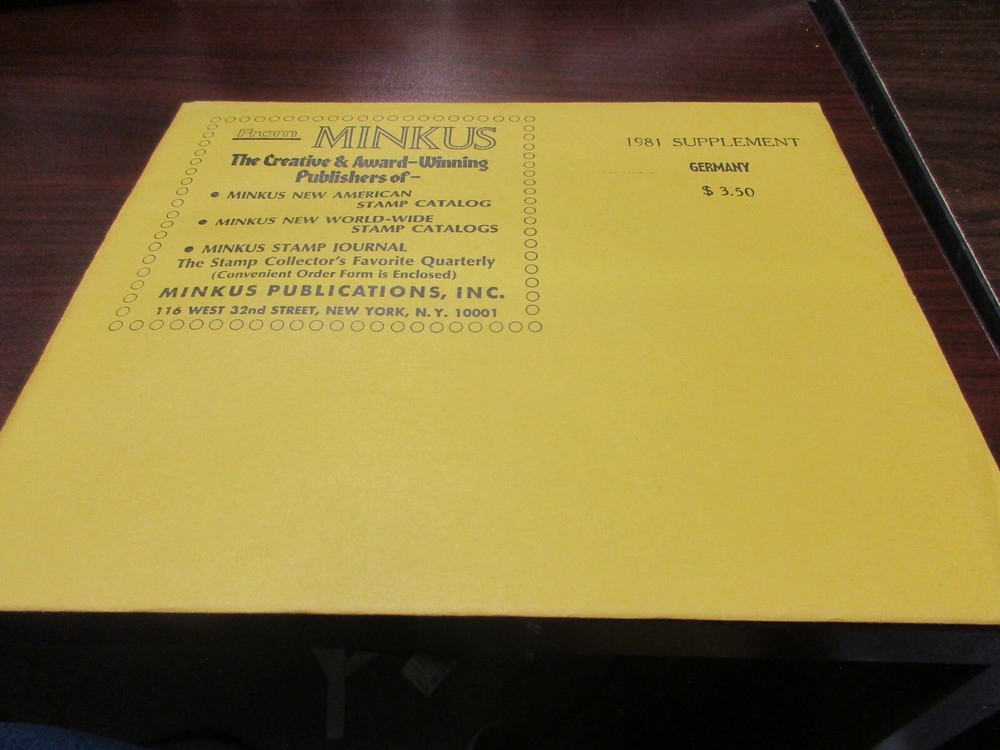 From MINKUS
The Creative & Award-Winning
Publishers of-
• MINKUS NEW AMERICAN
STAMP CATALOG
• MINKUS NEW WORLD-WIDE
STAMP CATALOGS
• MINKUS STAMP JOURNAL
The Stamp Collector's Favorite Quarterly
(Convenient Order Form is Enclosed)
MINKUS PUBLICATIONS, INC.
116 WEST 32nd STREET, NEW YORK, N.Y. 10001
1981 SUPPLEMENT
GERMANY
$ 3.50